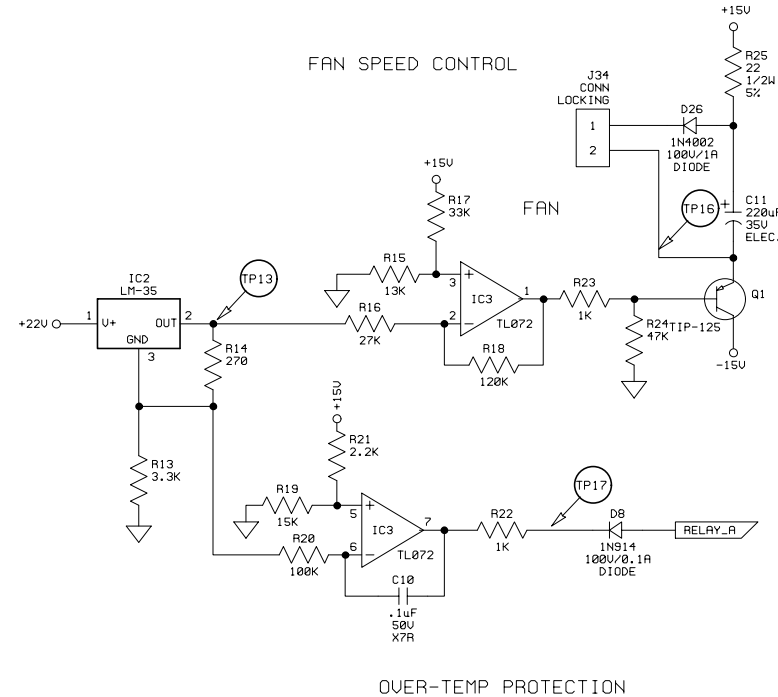 FAN SPEED CONTROL
+15V
R25
22
1/2W
5%
J34
CONN
LOCKING
1
2
D26
1N4002
100V/1A
DIODE
+15V
R17
33K
FAN
TP16
+
C11
220uF
35V
ELEC.
R15
13K
IC2
LM-35
TP13
+22V
1
V+
OUT
2
GND
3
R14
270
R16
27K
3
+
2
-
1
IC3
TL072
R18
120K
R23
1K
R24
47K
Q1
TIP-125
-15V
R13
3.3K
+15V
R21
2.2K
R19
15K
R20
100K
5
+
6
-
7
IC3
TL072
C10
.1uF
50V
X7R
R22
1K
TP17
D8
1N914
100V/0.1A
DIODE
RELAY_A
OVER-TEMP PROTECTION